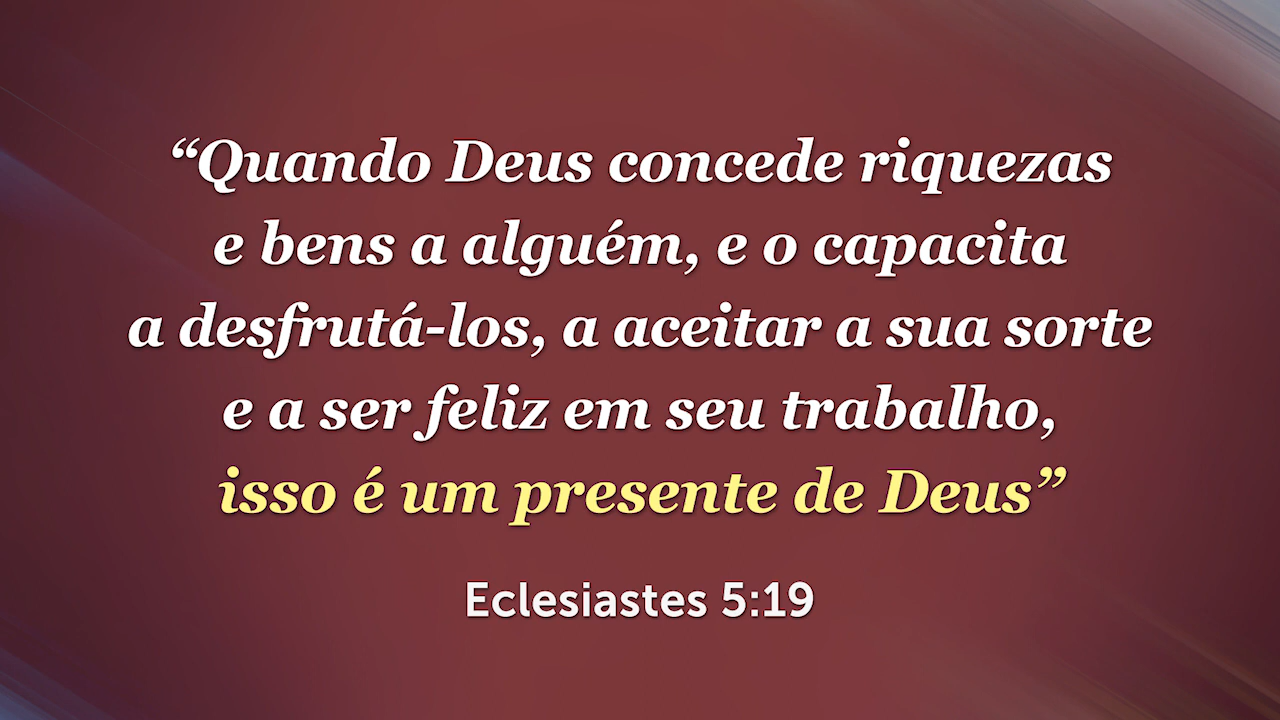 “Quando Deus concede riquezas
e bens a alguém, e o capacita
a desfrutá-los, a aceitar a sua sorte
e a ser feliz em seu trabalho,
isso é um presente de Deus”
Eclesiastes 5:19